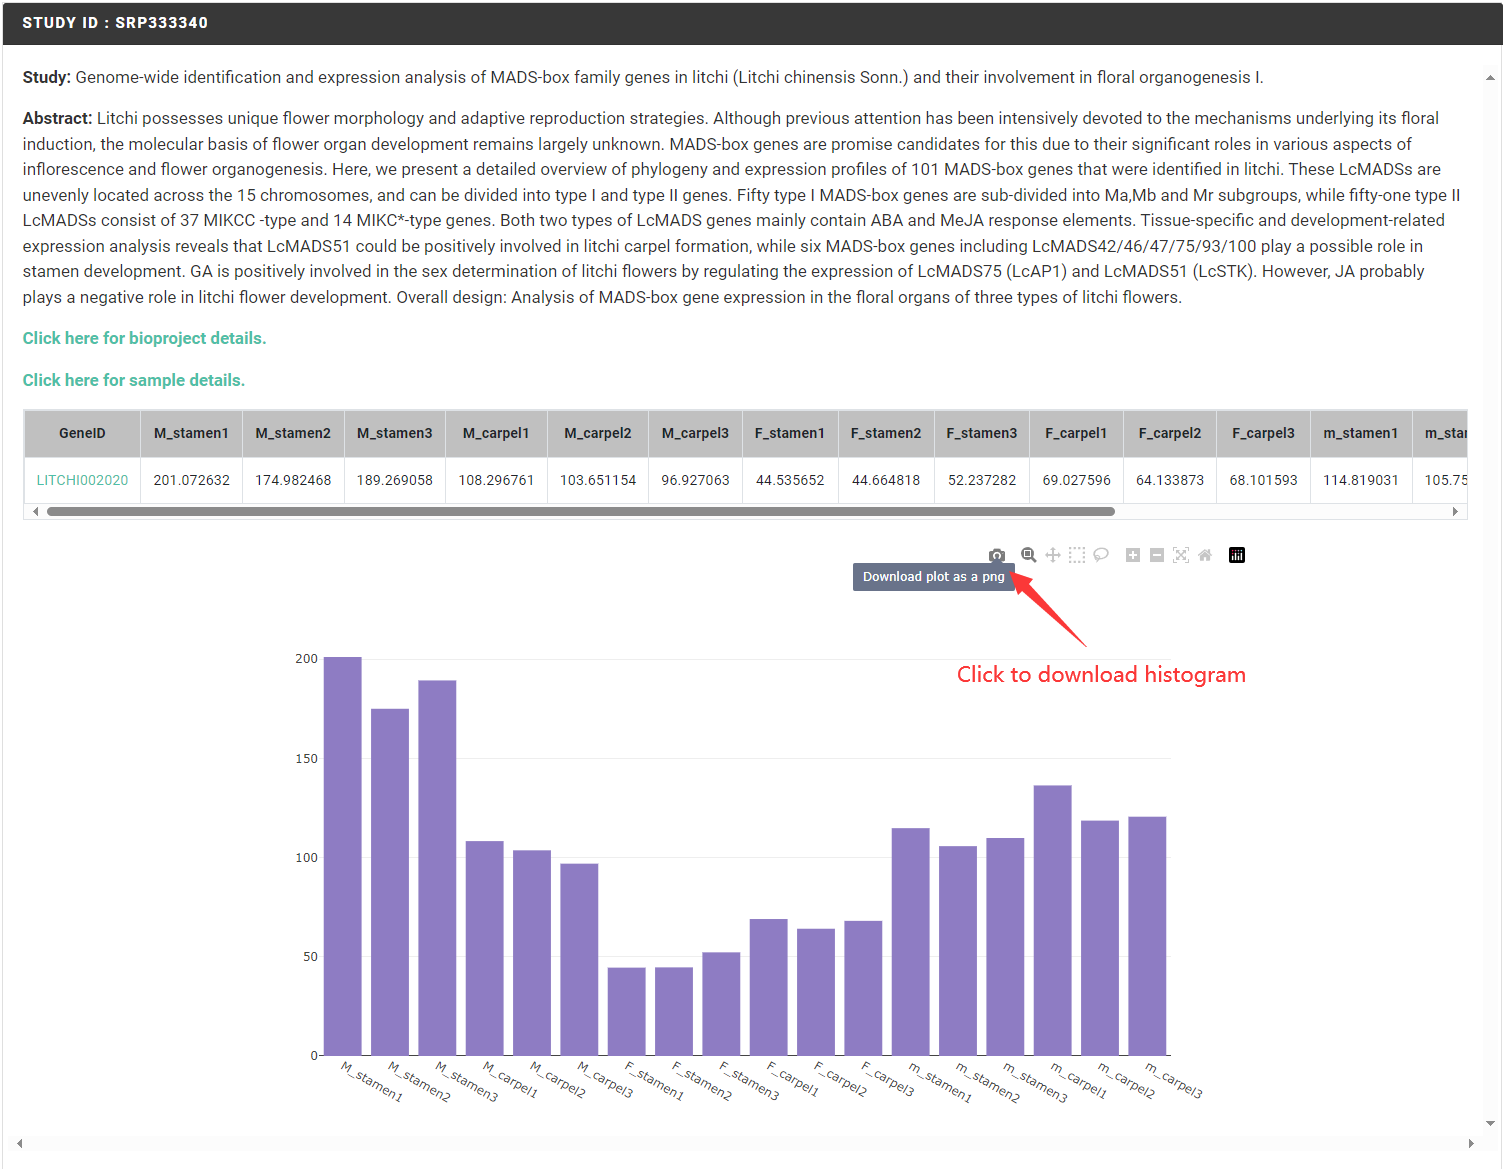 STUDY ID : SRP333340
Study: Genome-wide identification and expression analysis of MADS-box family genes in litchi (Litchi chinensis Sonn.) and their involvement in floral organogenesis I.
Abstract: Litchi possesses unique flower morphology and adaptive reproduction strategies. Although previous attention has been intensively devoted to the mechanisms underlying its floral
induction, the molecular basis of flower organ development remains largely unknown. MADS-box genes are promise candidates for this due to their significant roles in various aspects of
inflorescence and flower organogenesis. Here, we present a detailed overview of phylogeny and expression profiles of 101 MADS-box genes that were identified in litchi. These LcMADSs are
unevenly located across the 15 chromosomes, and can be divided into type I and type II genes. Fifty type I MADS-box genes are sub-divided into Ma,Mb and Mr subgroups, while fifty-one type II
LcMADSs consist of 37 MIKCC -type and 14 MIKC*-type genes. Both two types of LcMADS genes mainly contain ABA and MeJA response elements. Tissue-specific and development-related
expression analysis reveals that LcMADS51 could be positively involved in litchi carpel formation, while six MADS-box genes including LcMADS42/46/47/75/93/100 play a possible role in
stamen development. GA is positively involved in the sex determination of litchi flowers by regulating the expression of LcMADS75 (LcAP1) and LcMADS51 (LcSTK). However, JA probably
plays a negative role in litchi flower development. Overall design: Analysis of MADS-box gene expression in the floral organs of three types of litchi flowers.
Click here for bioproject details.
Click here for sample details.
GeneID M_stamen1 M_stamen2 M_stamen3 M_carpel1 M_carpel2 M_carpel3 F_stamen1 F_stamen2 F_stamen3 F_carpel1 F_carpel2 F_carpel3 m_stamen1 m_star
LITCHI002020 201.072632 174.982468 189.269058 108.296761 103.651154 96.927063 44.535652 44.664818 52.237282 69.027596 64.133873 68.101593 114.819031 105.75
Download plot as a png
Click to download histogram
200
150
100
50
0
M_stamen1 M_stamen2 M_stamen3 M_carpel1 M_carpel2 M_carpel3 F_stamen1 F_stamen2 F_stamen3 F_carpel1 F_carpel2 F_carpel3 m_stamen1 m_stamen2 m_stamen3 m_carpel1 m_carpel2 m_carpel3